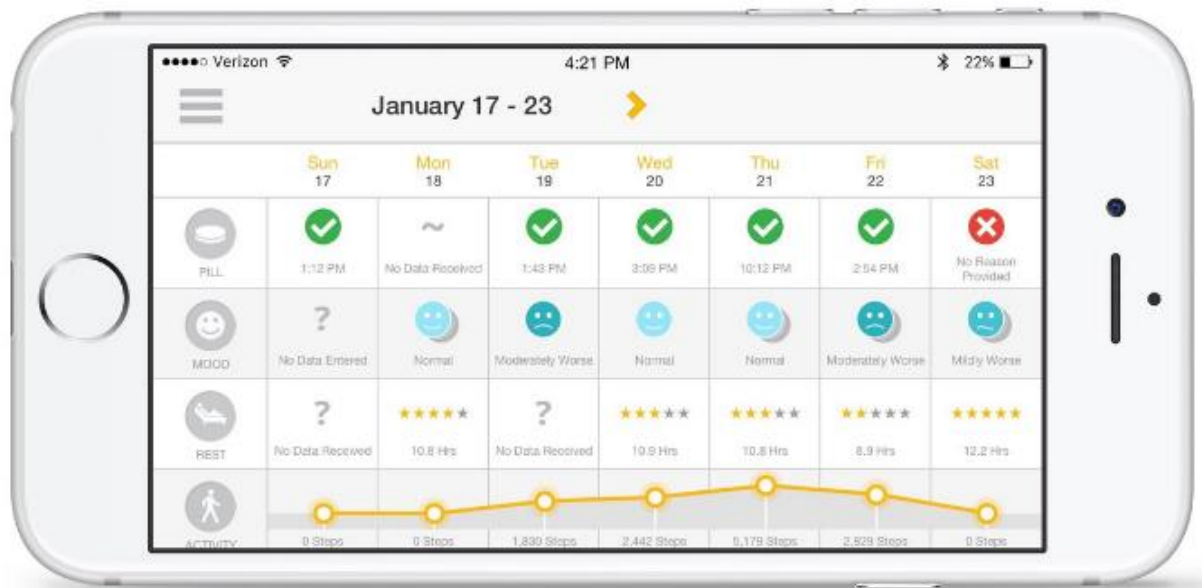 Verizon 4:21 PM 22%
January 17 - 23
Sun Mon Tue Wed Thu Fri Sat
17 18 19 20 21 22 23
~
PILL 1:12 PM No Data Received 1:43 PM 3:09 PM 10:12 PM 2:54 PM No Reason Provided
?
MOOD No Data Entered Normal Moderately Worse Normal Normal Moderately Worse Mildly Worse
? ?
REST No Data Received 10.8 Hrs No Data Received 10.9 Hrs 10.8 Hrs 8.9 Hrs 12.2 Hrs
ACTIVITY 0 Steps 0 Steps Steps 2,442 Steps Steps 2,929 Steps 0 Steps